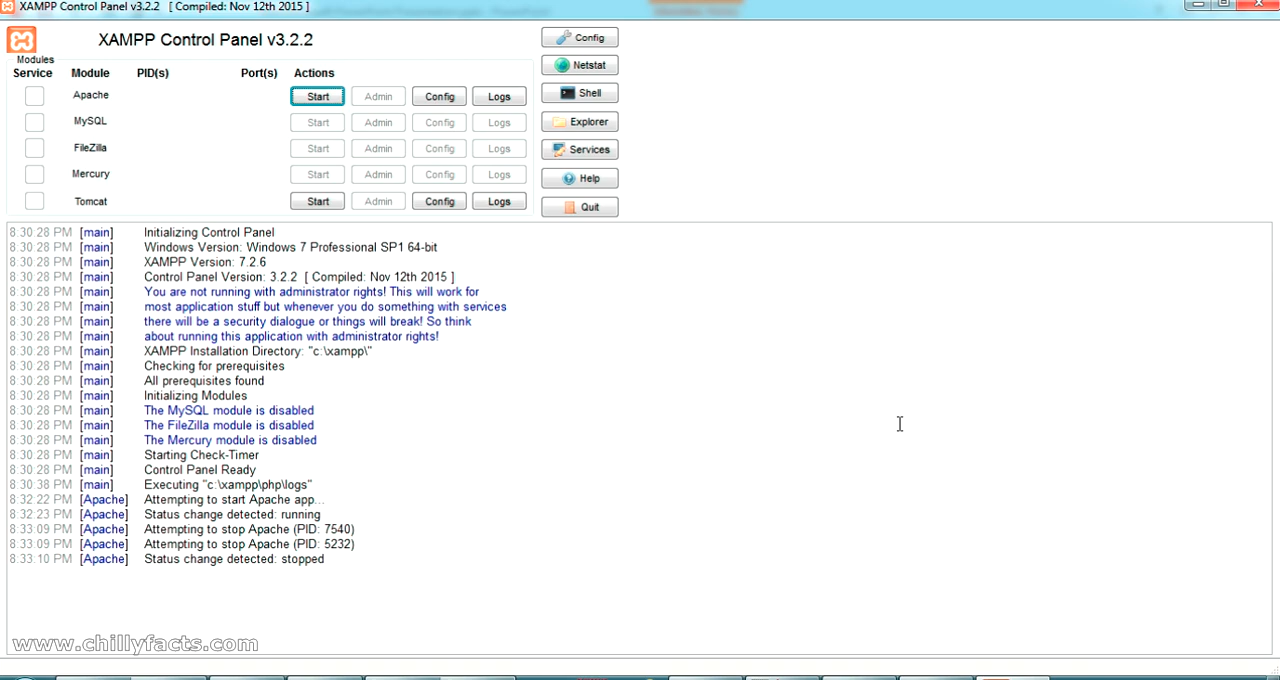 XAMPP Control Panel v3.2.2 [ Compiled: Nov 12th 2015 ]
XAMPP Control Panel v3.2.2
Config
Modules
Service Module PID(s) Port(s) Actions
Netstat
Apache Start Admin Config Logs
Shell
MySQL Start Admin Config Logs
Explorer
FileZilla Start Admin Config Logs
Services
Mercury Start Admin Config Logs
Help
Tomcat Start Admin Config Logs
Quit
8:30:28 PM [main] Initializing Control Panel
8:30:28 PM [main] Windows Version: Windows 7 Professional SP1 64-bit
8:30:28 PM [main] XAMPP Version: 7.2.6
8:30:28 PM [main] Control Panel Version: 3.2.2 [ Compiled: Nov 12th 2015 ]
8:30:28 PM [main] You are not running with administrator rights! This will work for
8:30:28 PM [main] most application stuff but whenever you do something with services
8:30:28 PM [main] there will be a security dialogue or things will break! So think
8:30:28 PM [main] about running this application with administrator rights!
8:30:28 PM [main] XAMPP Installation Directory: "c:\xampp\"
8:30:28 PM [main] Checking for prerequisites
8:30:28 PM [main] All prerequisites found
8:30:28 PM [main] Initializing Modules
8:30:28 PM [main] The MySQL module is disabled
8:30:28 PM [main] The FileZilla module is disabled
8:30:28 PM [main] The Mercury module is disabled
8:30:28 PM [main] Starting Check-Timer
8:30:28 PM [main] Control Panel Ready
8:30:38 PM [main] Executing "c:\xampp\php\logs"
8:32:22 PM [Apache] Attempting to start Apache app...
8:32:23 PM [Apache] Status change detected: running
8:33:09 PM [Apache] Attempting to stop Apache (PID: 7540)
8:33:09 PM [Apache] Attempting to stop Apache (PID: 5232)
8:33:10 PM [Apache] Status change detected: stopped
www.chillyfacts.com